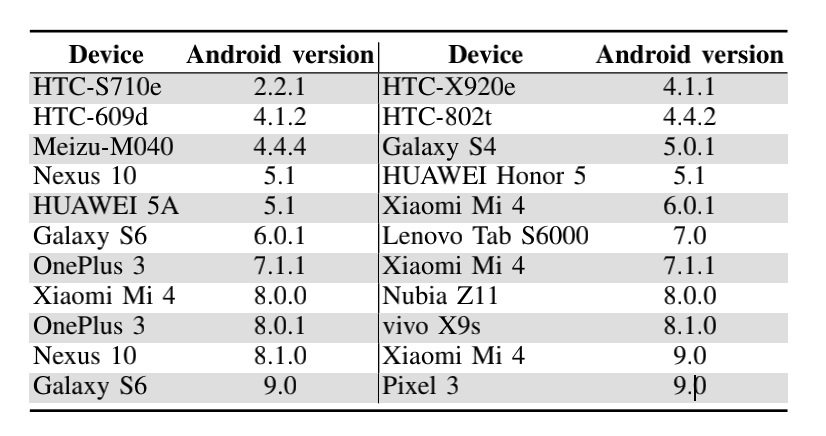 Device Android version Device Android version
HTC-S710e 2.2.1 HTC-X920e 4.1.1
HTC-609d 4.1.2 HTC-802t 4.4.2
Meizu-M040 4.4.4 Galaxy S4 5.0.1
Nexus 10 5.1 HUAWEI Honor 5 5.1
HUAWEI 5A 5.1 Xiaomi Mi 4 6.0.1
Galaxy S6 6.0.1 Lenovo Tab S6000 7.0
OnePlus 3 7.1.1 Xiaomi Mi 4 7.1.1
Xiaomi Mi 4 8.0.0 Nubia Z11 8.0.0
OnePlus 3 8.0.1 vivo X9s 8.1.0
Nexus 10 8.1.0 Xiaomi Mi 4 9.0
Galaxy S6 9.0 Pixel 3 9.0